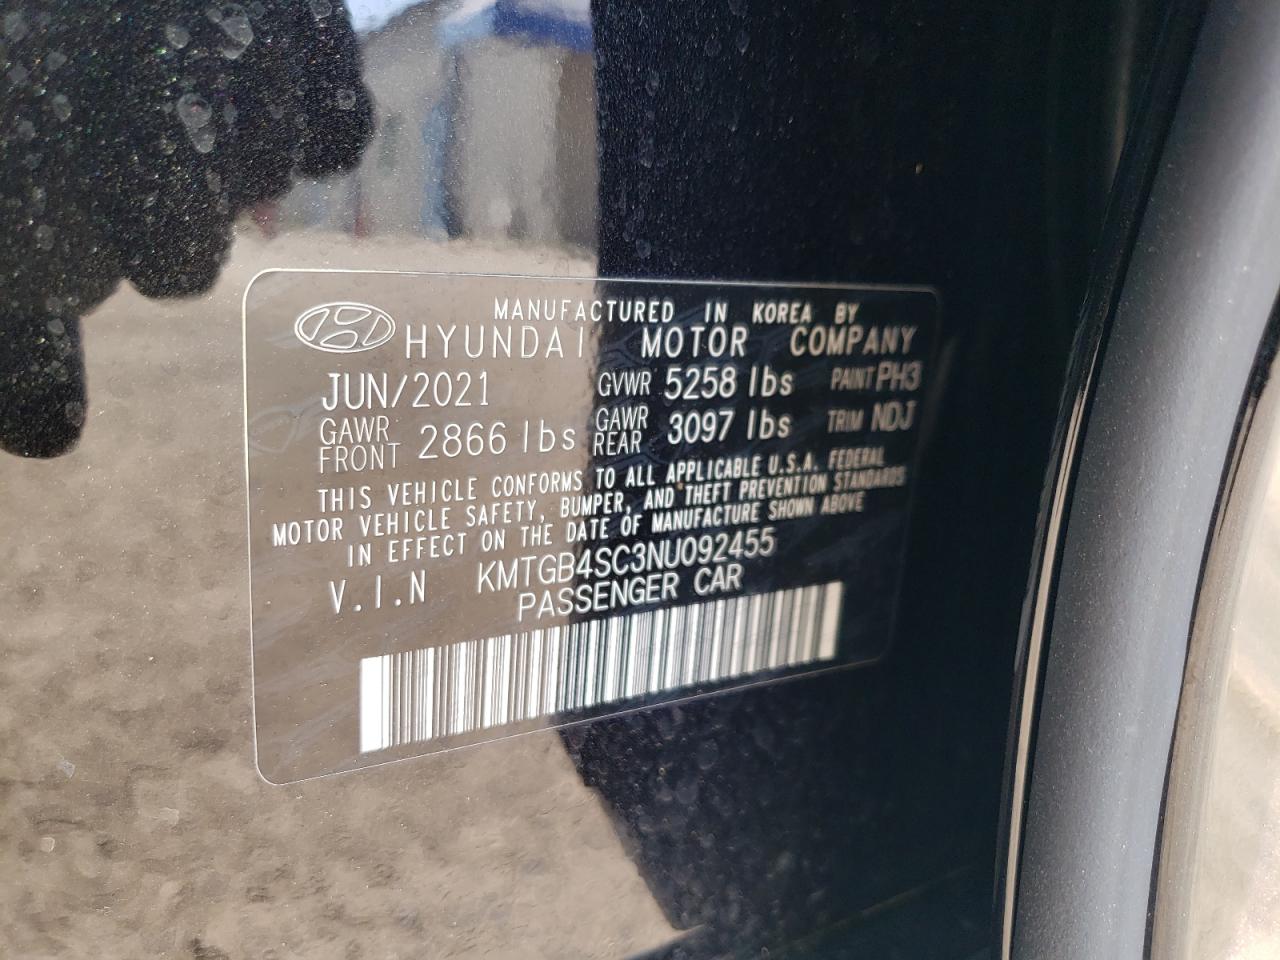 MANUFACTURED IN KOREA BY
HYUNDAI MOTOR COMPANY
JUN/2021 GVWR 5258 lbs PAINT PH3
GAWR FRONT 2866 lbs GAWR REAR 3097 lbs TRIM NDJ
THIS VEHICLE CONFORMS TO ALL APPLICABLE U.S.A. FEDERAL
MOTOR VEHICLE SAFETY, BUMPER, AND THEFT PREVENTION STANDARDS
IN EFFECT ON THE DATE OF MANUFACTURE SHOWN ABOVE
V.I.N KMTGB4SC3NU092455
PASSENGER CAR